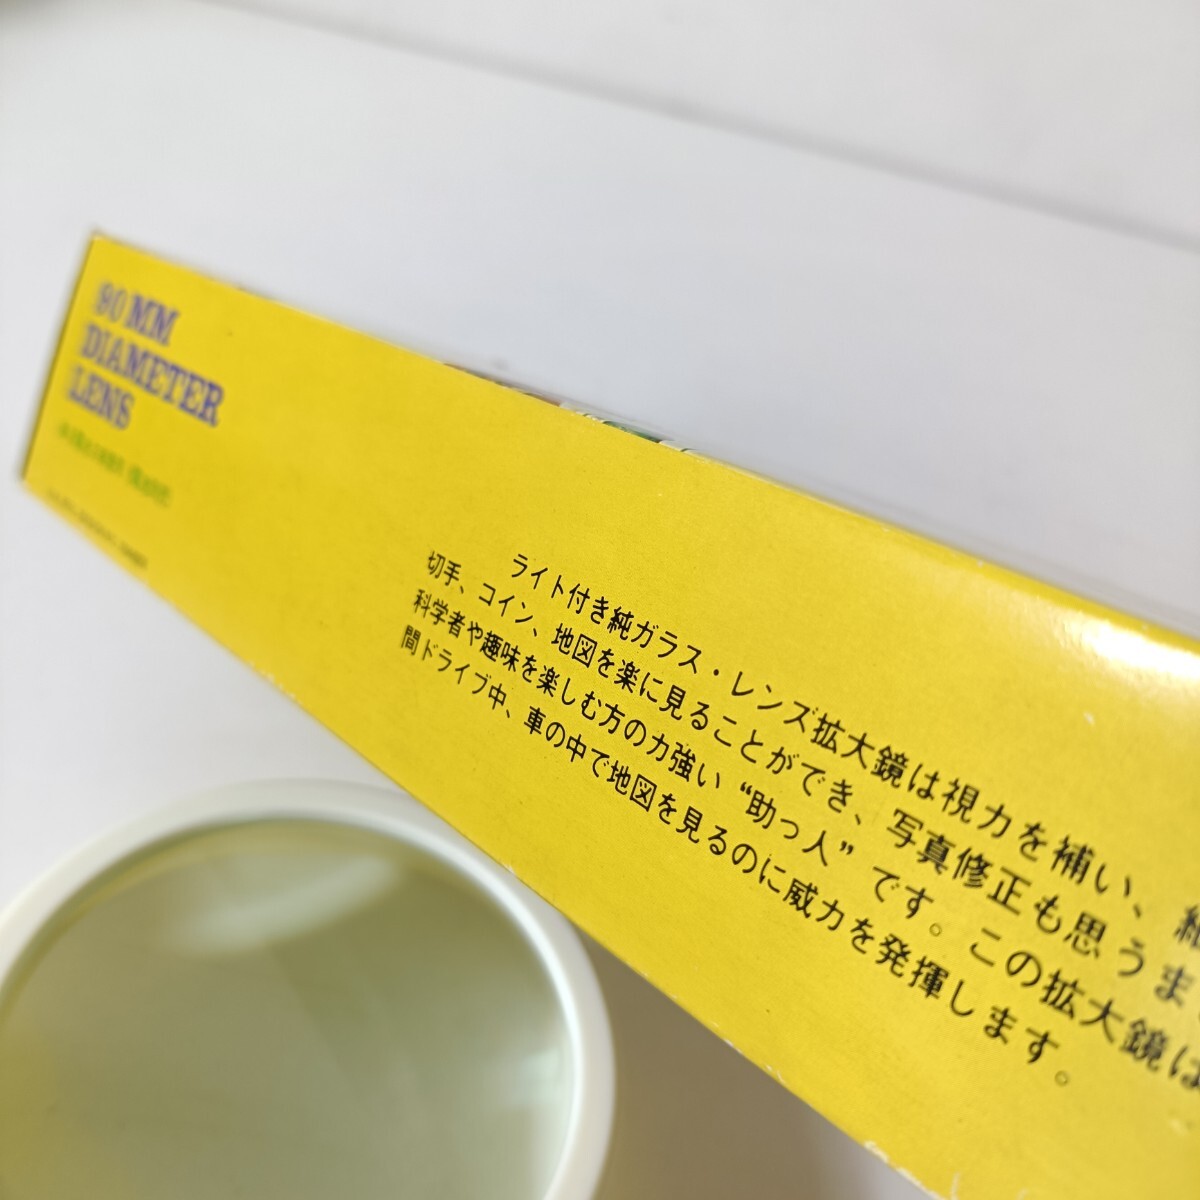 90 MM
DIAMETER
LENS
ライト付き純ガラス・レンズ拡大鏡は視力を補い、
切手、コイン、地図を楽に見ることができ、写真修正も思うま
科学者や趣味を楽しむ方の力強い“助っ人”です。この拡大鏡は
間ドライブ中、車の中で地図を見るのに威力を発揮します。